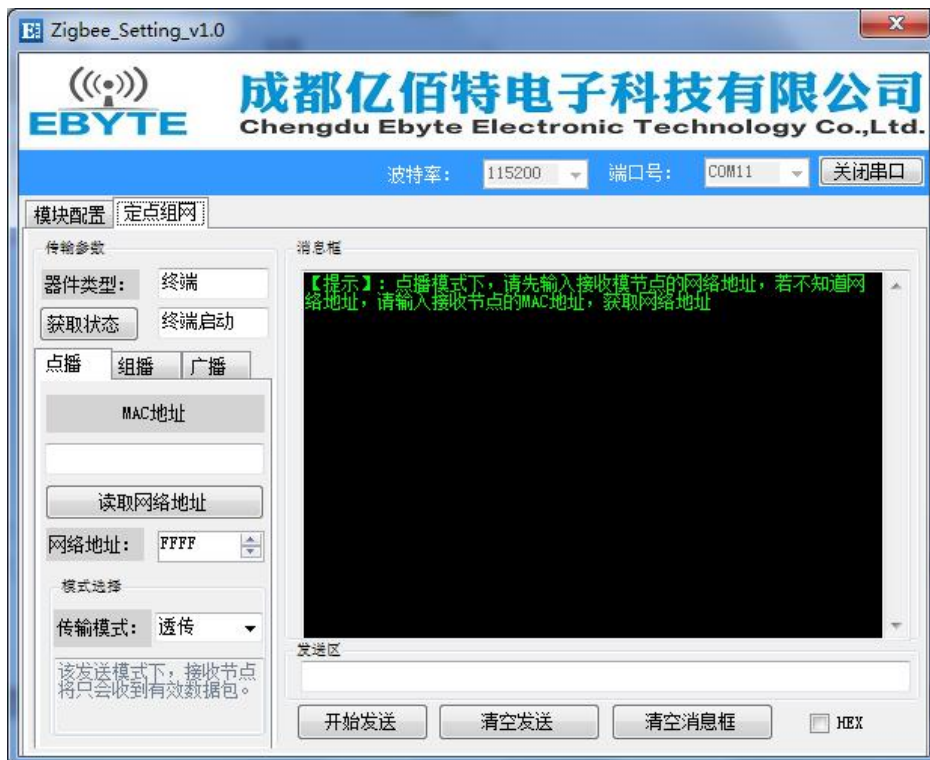 Zigbee_Setting_v1.0
EBYTE
成都亿佰特电子科技有限公司
Chengdu Ebyte Electronic Technology Co.,Ltd.
波特率： 115200 端口号： COM11 关闭串口
模块配置 定点组网
传输参数
器件类型： 终端
获取状态 终端启动
点播 组播 广播
MAC地址
读取网络地址
网络地址： FFFF
模式选择
传输模式： 透传
该发送模式下，接收节点
将只会收到有效数据包。
消息框
【提示】：点播模式下，请先输入接收模节点的网络地址，若不知道网
络地址，请输入接收节点的MAC地址，获取网络地址
发送区
开始发送 清空发送 清空消息框 HEX